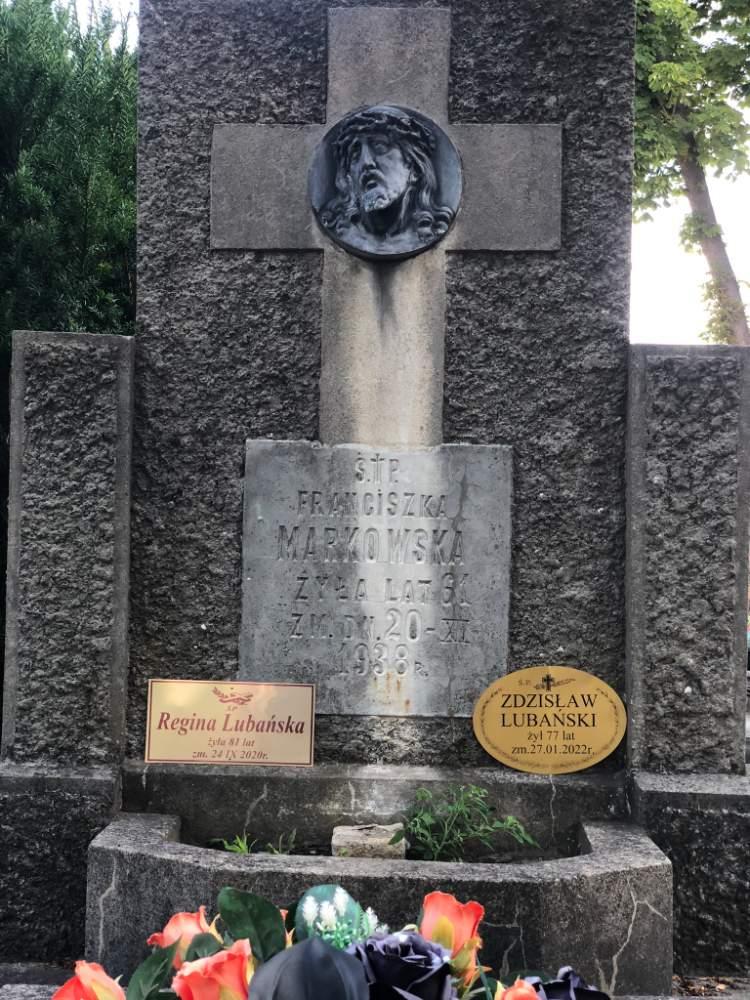 Ś.†P.
FRANCISZKA
MARKOWSKA
ŻYŁA LAT 61
ZM. DN. 20-XI-
1938 R.
Ś.P.
Regina Lubańska
żyła 81 lat
zm. 24 IX 2020r.
Ś. P.
ZDZISŁAW
LUBAŃSKI
żył 77 lat
zm.27.01.2022r.